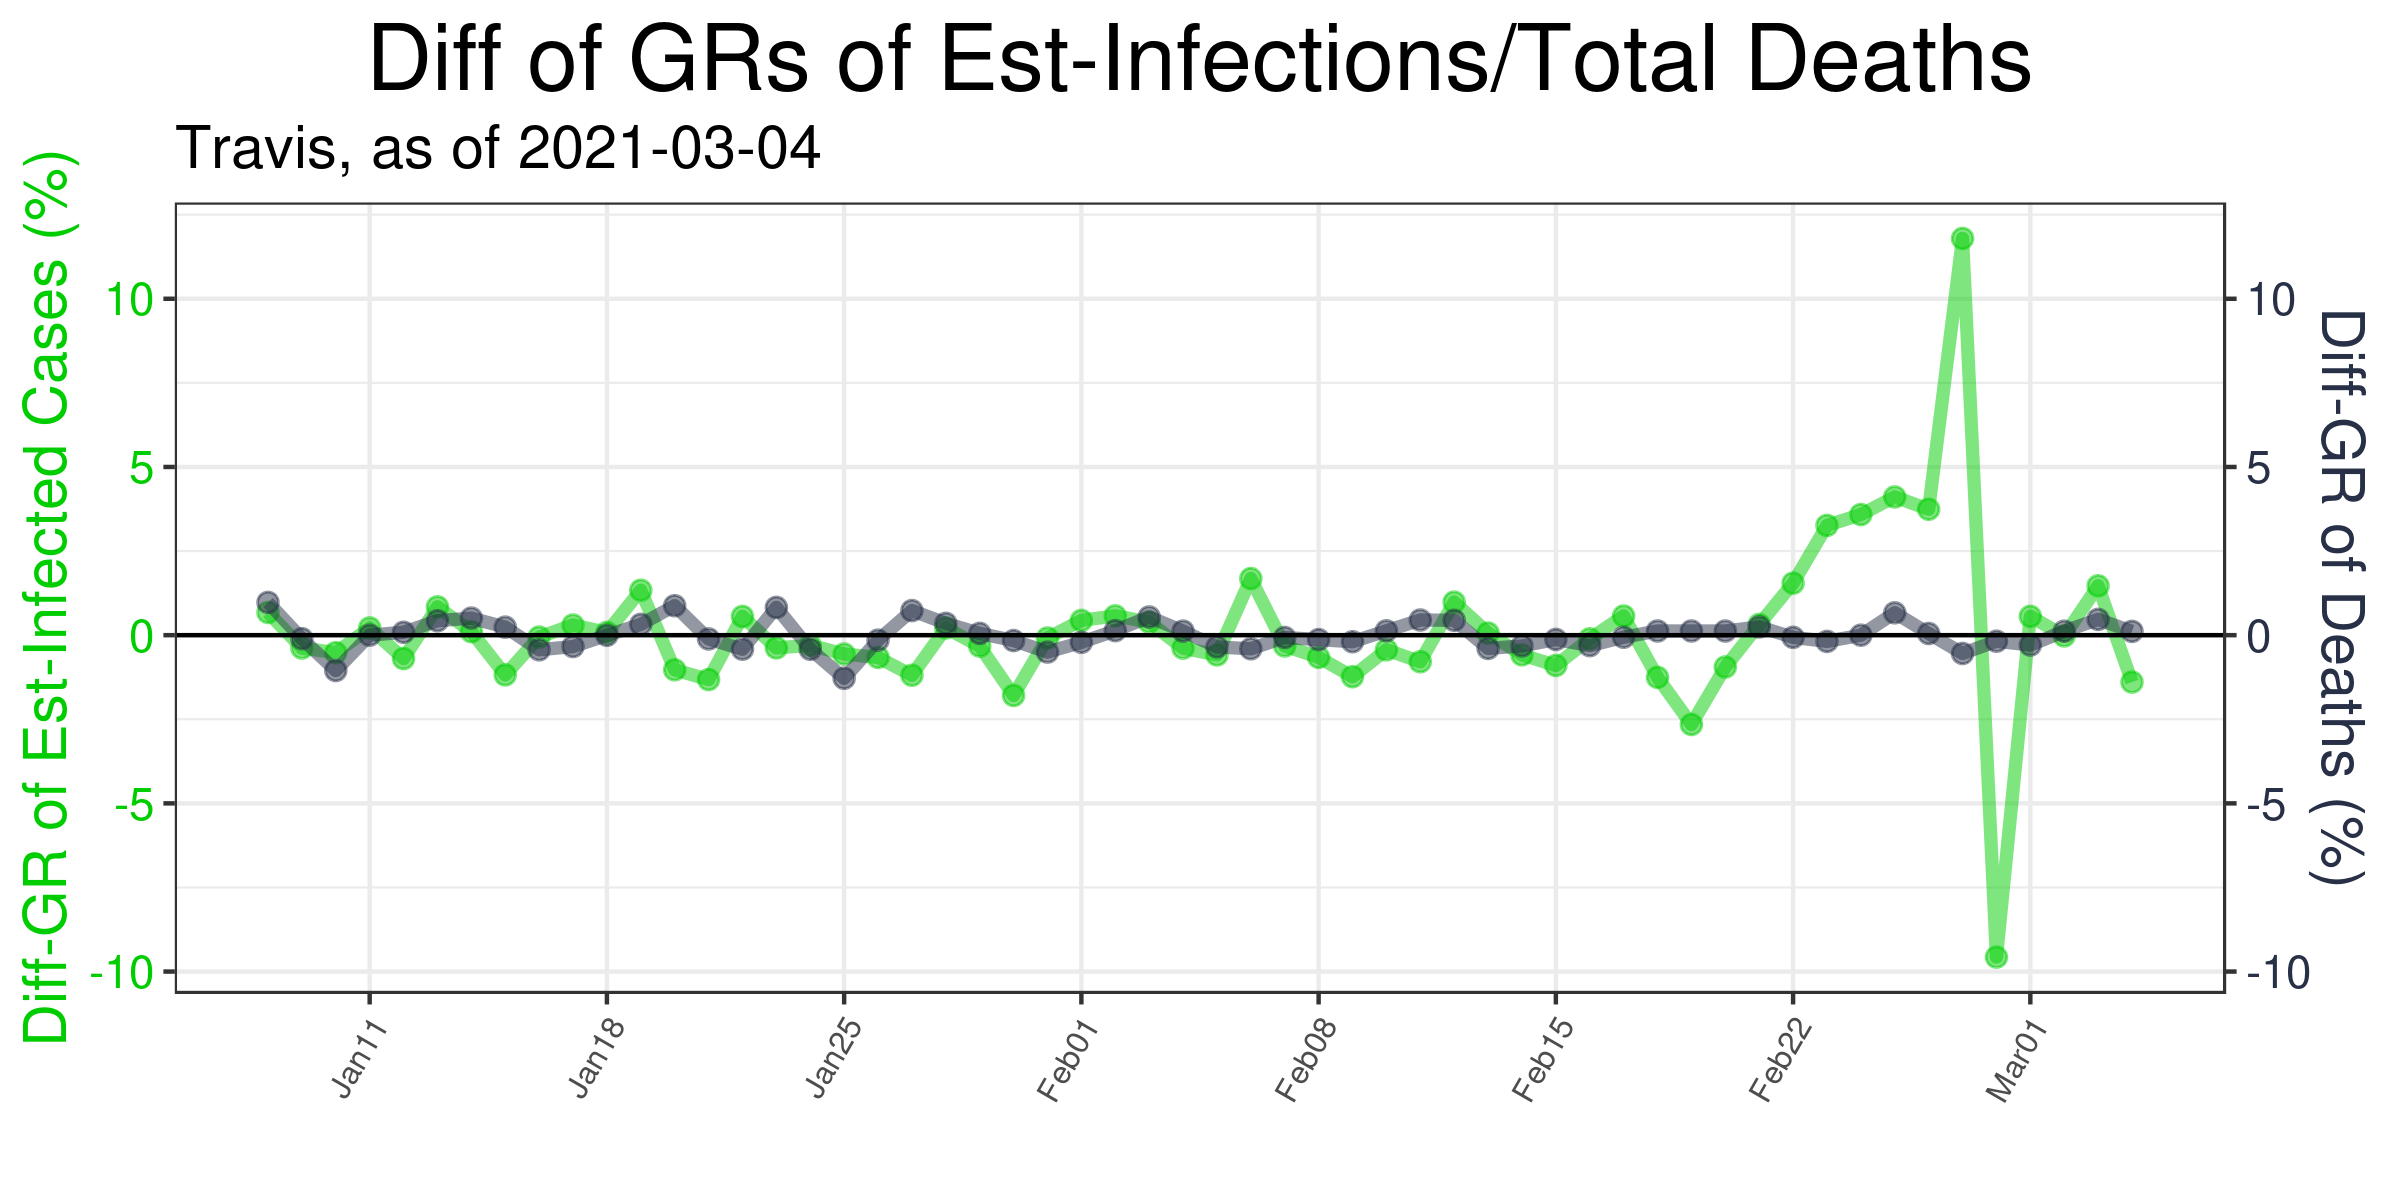 Diff of GRs of Est-Infections/Total Deaths
Travis, as of 2021-03-04
Diff-GR of Est-Infected Cases (%)
10
5
0
-5
-10
10
5
0
-5
-10
Diff-GR of Deaths (%)
Jan11
Jan18
Jan25
Feb01
Feb08
Feb15
Feb22
Mar01